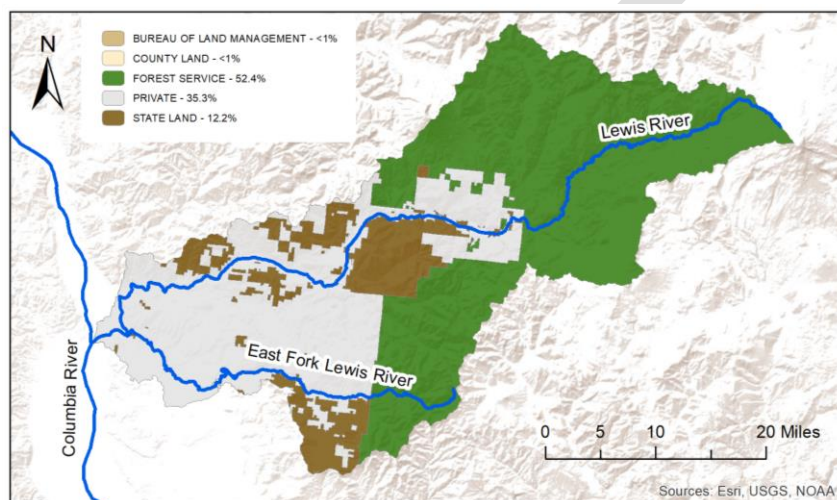 N
BUREAU OF LAND MANAGEMENT - <1%
COUNTY LAND - <1%
FOREST SERVICE - 52.4%
PRIVATE - 35.3%
STATE LAND - 12.2%
Lewis River
East Fork Lewis River
Columbia River
0 5 10 20 Miles
Sources: Esri, USGS, NOAA